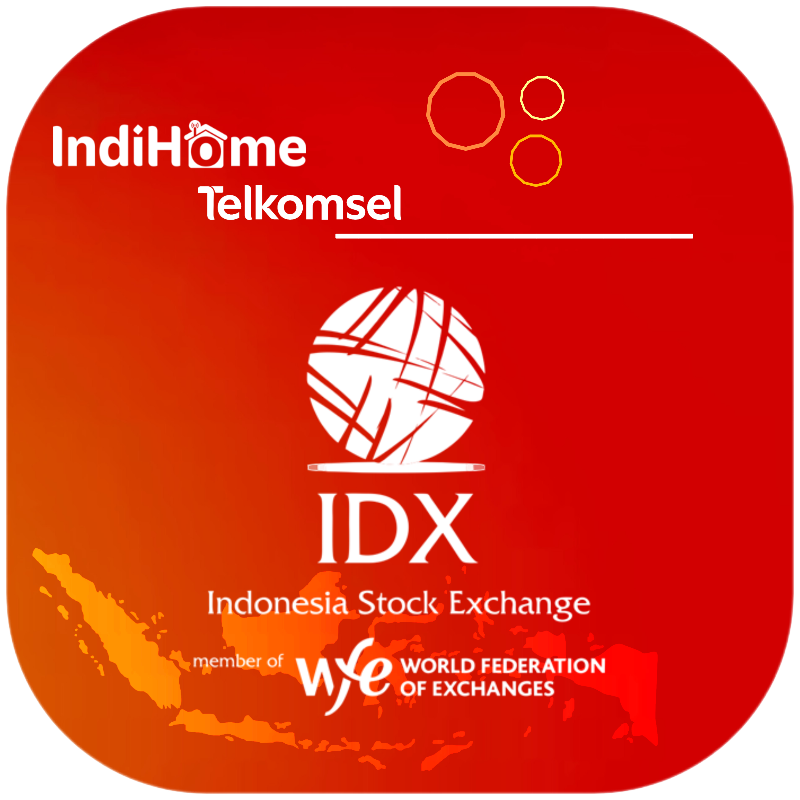 IndiHome
Telkomsel
IDX
Indonesia Stock Exchange
member of wfe WORLD FEDERATION
OF EXCHANGES